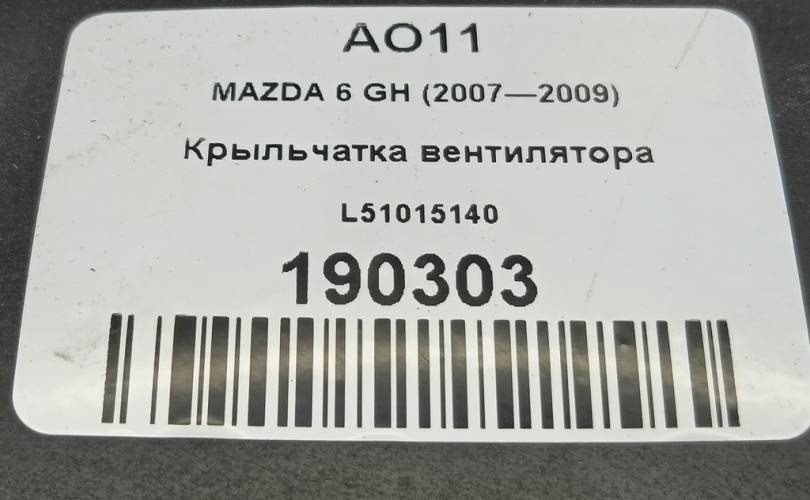 AO11
MAZDA 6 GH (2007—2009)
Крыльчатка вентилятора
L51015140
190303